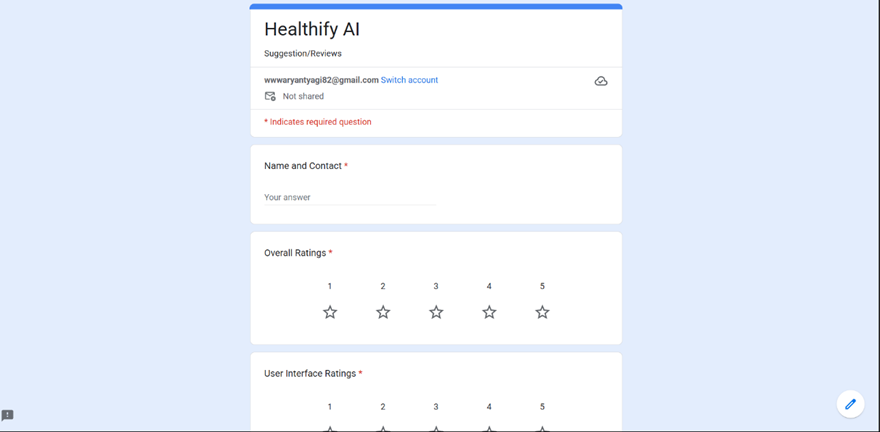 Healthify AI
Suggestion/Reviews
wwwaryantyagi82@gmail.com Switch account
Not shared
* Indicates required question
Name and Contact *
Your answer
Overall Ratings *
1 2 3 4 5
User Interface Ratings *
1 2 3 4 5